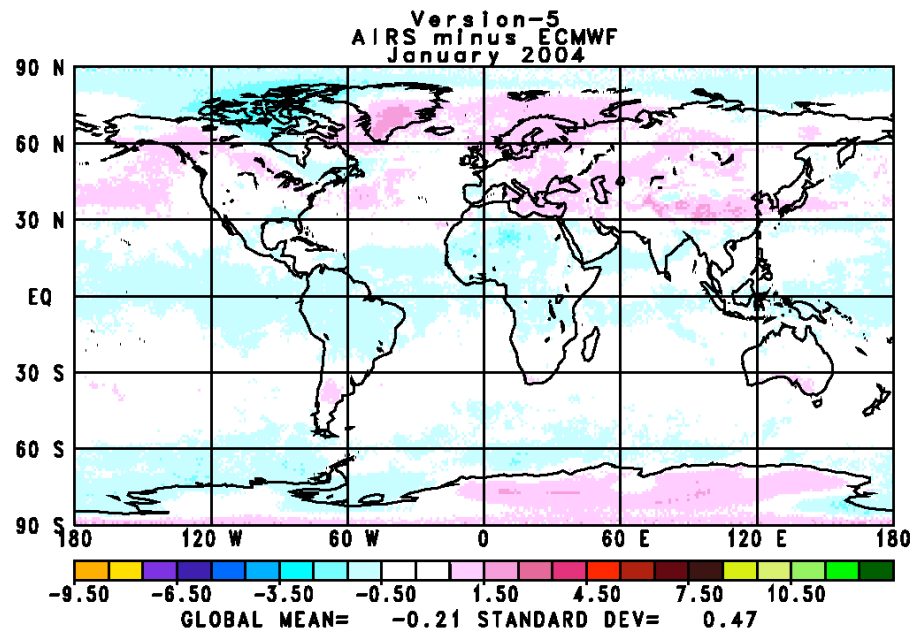 Version-5
AIRS minus ECMWF
January 2004
90 N
60 N
30 N
EQ
30 S
60 S
90 S
180 120 W 60 W 0 60 E 120 E 180
-9.50 -6.50 -3.50 -0.50 1.50 4.50 7.50 10.50
GLOBAL MEAN= -0.21 STANDARD DEV= 0.47